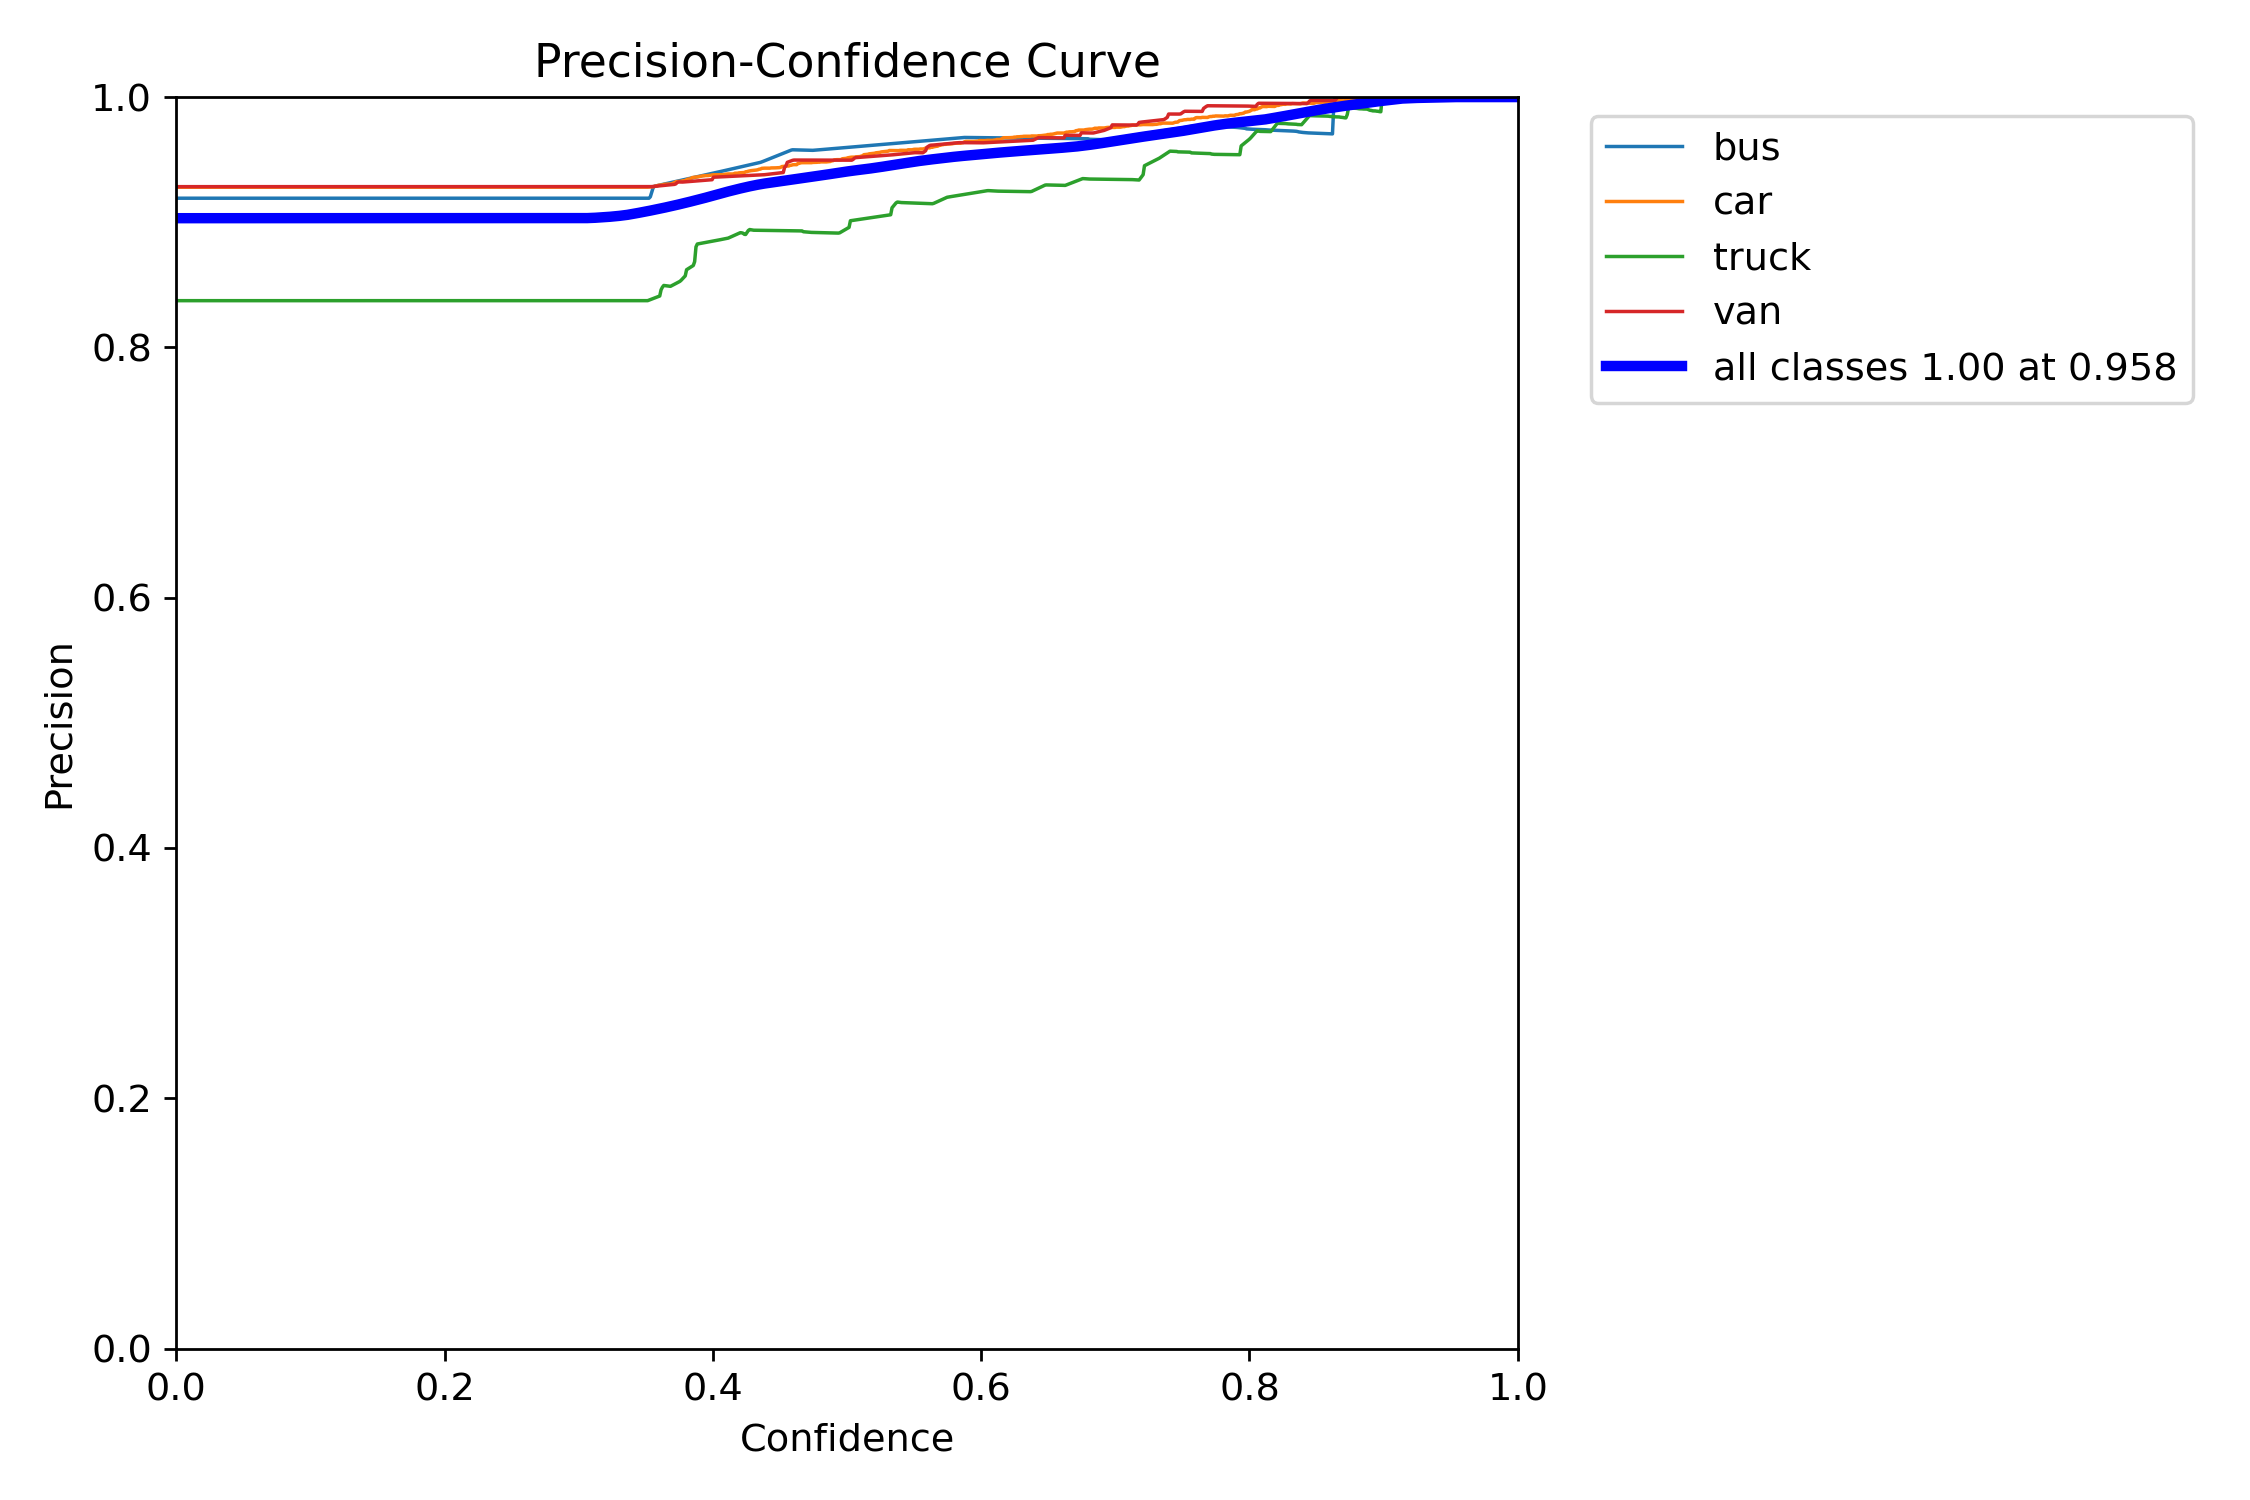 Precision-Confidence Curve
1.0
0.8
0.6
0.4
0.2
0.0
Precision
0.0 0.2 0.4 0.6 0.8 1.0
Confidence
bus
car
truck
van
all classes 1.00 at 0.958